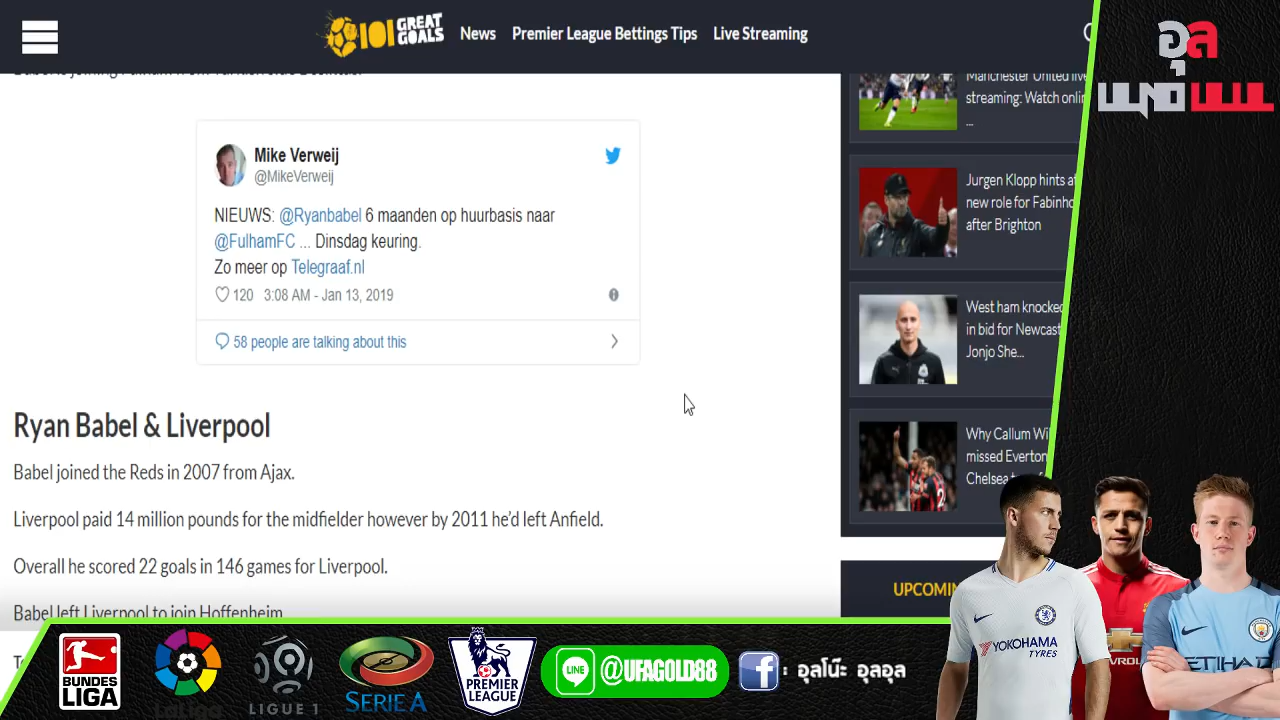 101 GREAT GOALS
News Premier League Bettings Tips Live Streaming
Mike Verweij
@MikeVerweij
NIEUWS: @Ryanbabel 6 maanden op huurbasis naar
@FulhamFC ... Dinsdag keuring.
Zo meer op Telegraaf.nl
120 3:08 AM - Jan 13, 2019
58 people are talking about this
Ryan Babel & Liverpool
Babel joined the Reds in 2007 from Ajax.
Liverpool paid 14 million pounds for the midfielder however by 2011 he'd left Anfield.
Overall he scored 22 goals in 146 games for Liverpool.
Babel left Liverpool to join Hoffenheim
Manchester United live
streaming: Watch onlin
...
Jurgen Klopp hints at
new role for Fabinho
after Brighton
West ham knocked
in bid for Newcast
Jonjo She...
Why Callum Wi
missed Everton
Chelsea
UPCOMIN
อุล
BUNDES
LIGA
LaLiga
LIGUE 1
SERIE A
PREMIER
LEAGUE
LINE
@UFAGOLD88
f : อุลโน๊ะ อุลอุล
YOKOHAMA
TYRES
ETIHAD